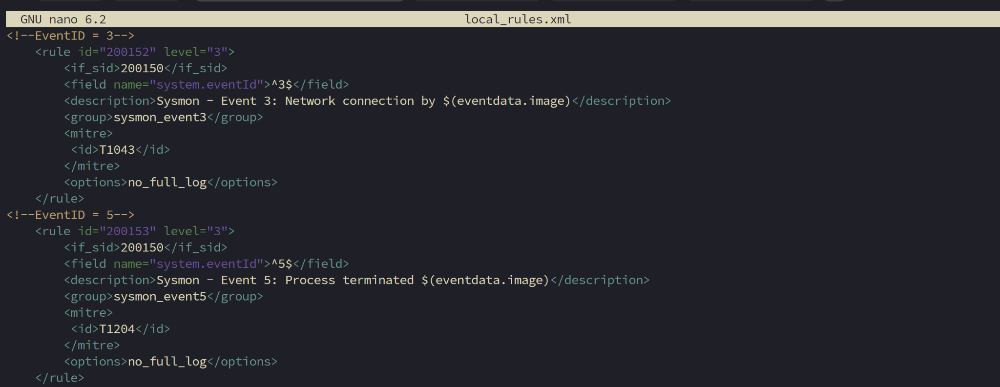 GNU nano 6.2 local_rules.xml
<!--EventID = 3-->
    <rule id="200152" level="3">
        <if_sid>200150</if_sid>
        <field name="system.eventId">^3$</field>
        <description>Sysmon - Event 3: Network connection by $(eventdata.image)</description>
        <group>sysmon_event3</group>
        <mitre>
         <id>T1043</id>
        </mitre>
        <options>no_full_log</options>
    </rule>
<!--EventID = 5-->
    <rule id="200153" level="3">
        <if_sid>200150</if_sid>
        <field name="system.eventId">^5$</field>
        <description>Sysmon - Event 5: Process terminated $(eventdata.image)</description>
        <group>sysmon_event5</group>
        <mitre>
         <id>T1204</id>
        </mitre>
        <options>no_full_log</options>
    </rule>